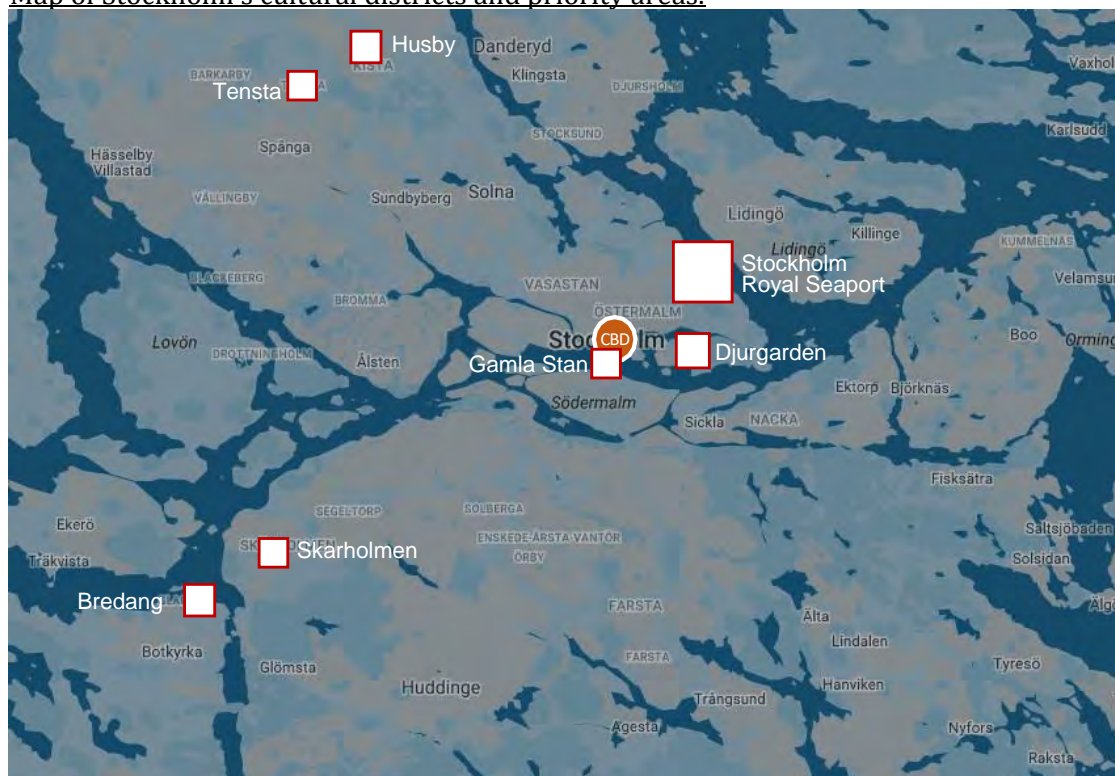 Map of Stockholm's cultural districts and priority areas:
Husby
Danderyd
KISTA
BARKARBY
Klingsta
Vaxhol
Tensta
DJURSHOLM
STOCKSUND
Karlsudd
Spånga
Hässelby
Villastad
VÄLLINGBY
Sundbyberg
Solna
Lidingö
Killinge
Lidingö
KUMMELNÄS
Stockholm
Royal Seaport
Velamsun
BLACKEBERG
VASASTAN
BROMMA
ÖSTERMALM
Lovön
DROTTNINGHOLM
Ålsten
CBD
Djurgarden
Boo
Orming
Gamla Stan
Södermalm
Ektorp
Björknäs
Sickla
NACKA
Fisksätra
SEGELTORP
SOLBERGA
Ekerö
ENSKEDE-ÅRSTA-VANTÖR
Saltsjöbaden
Skarholmen
ÖRBY
Solsidan
Träkvista
Bredang
FARSTA
Älta
Botkyrka
Lindalen
Glömsta
FARSTA
Tyresö
Huddinge
Hanviken
Trångsund
Ågesta
Nyfors
Raksta